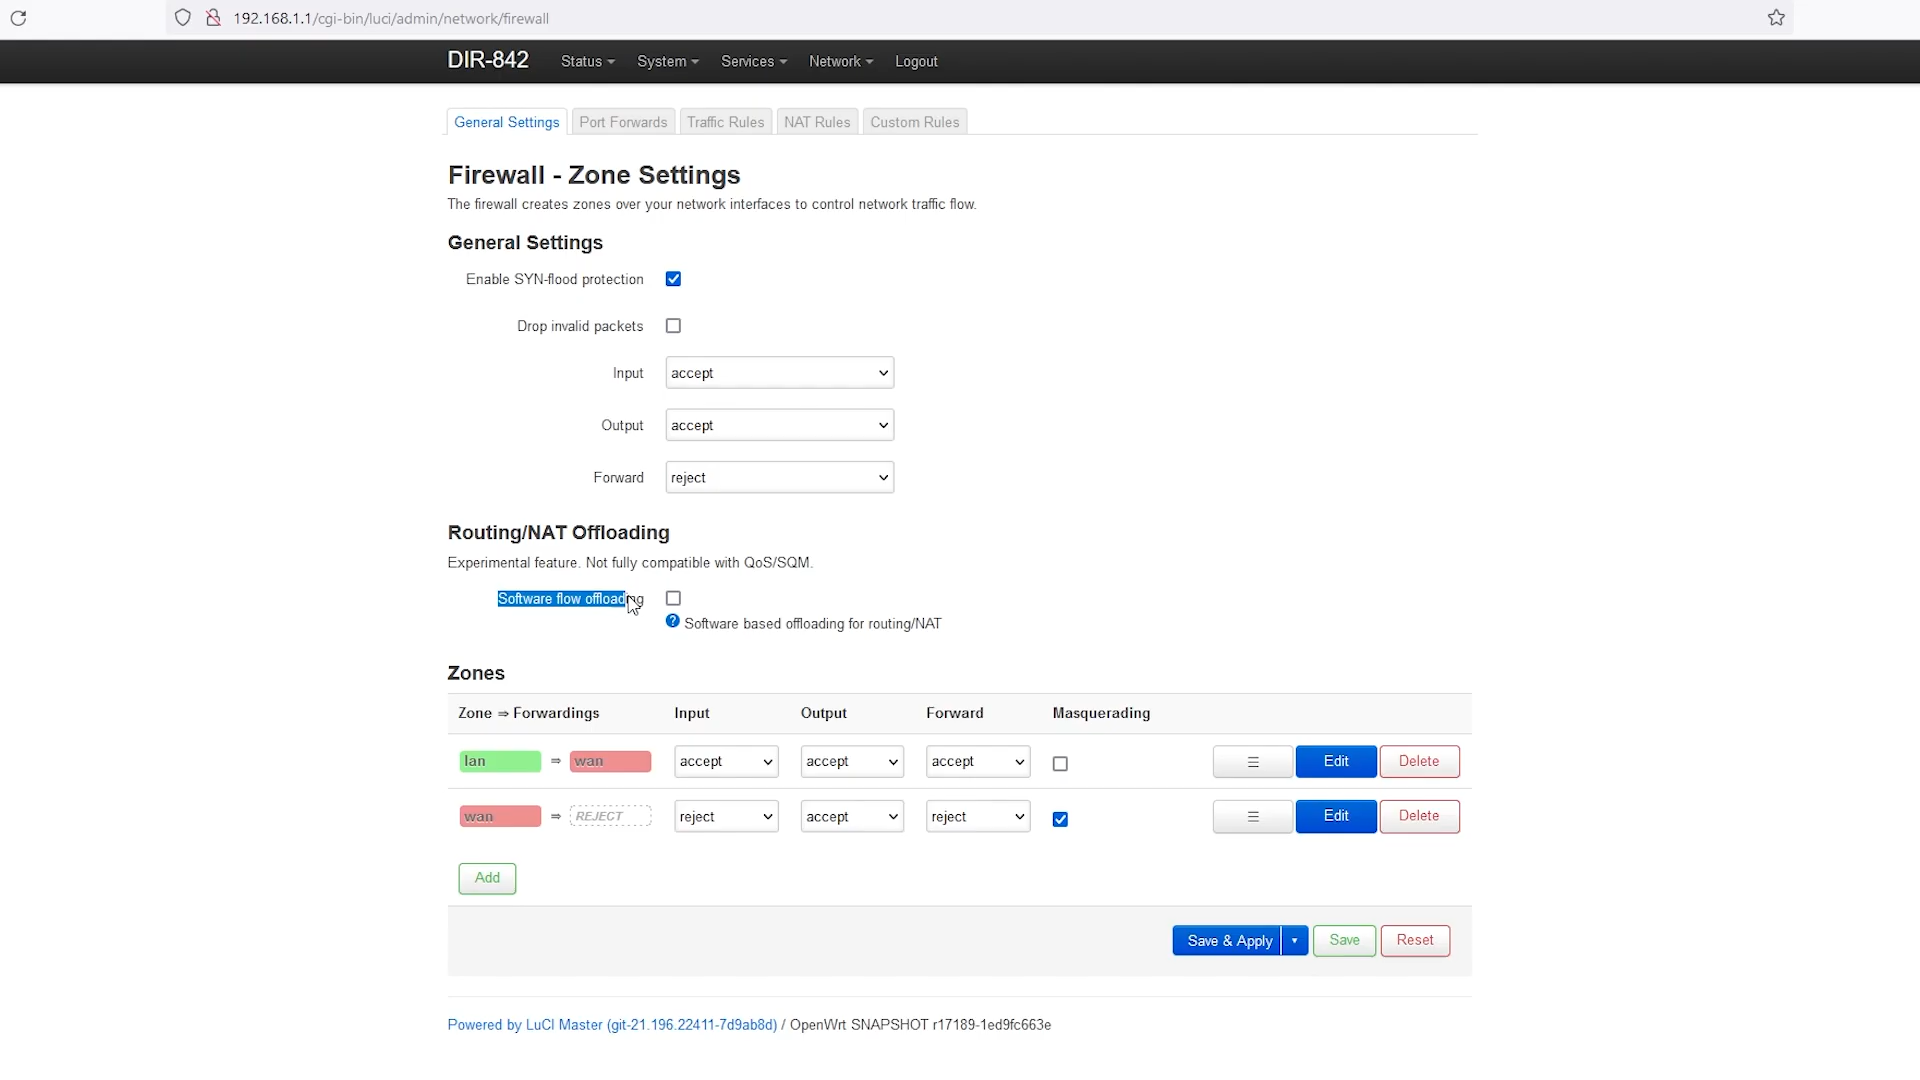 192.168.1.1/cgi-bin/luci/admin/network/firewall
DIR-842 Status System Services Network Logout
General Settings Port Forwards Traffic Rules NAT Rules Custom Rules
Firewall - Zone Settings
The firewall creates zones over your network interfaces to control network traffic flow.
General Settings
Enable SYN-flood protection
Drop invalid packets
Input accept
Output accept
Forward reject
Routing/NAT Offloading
Experimental feature. Not fully compatible with QoS/SQM.
Software flow offloading
? Software based offloading for routing/NAT
Zones
Zone ⇒ Forwardings Input Output Forward Masquerading
lan ⇒ wan accept accept accept ☰ Edit Delete
wan ⇒ REJECT reject accept reject ☰ Edit Delete
Add
Save & Apply Save Reset
Powered by LuCI Master (git-21.196.22411-7d9ab8d) / OpenWrt SNAPSHOT r17189-1ed9fc663e